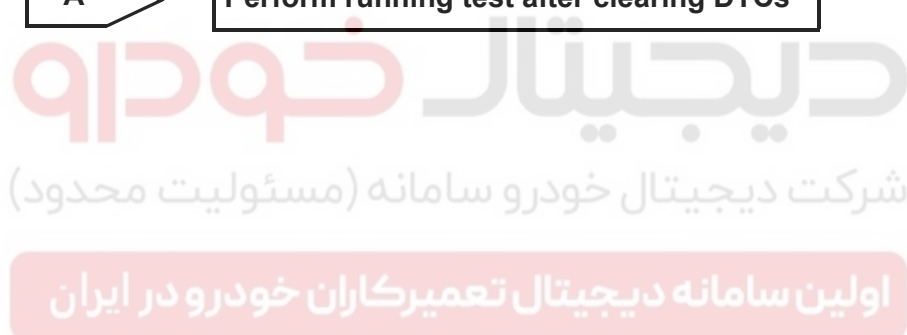 A Perform running test after clearing DTCs
دیجیتال خودرو
شرکت دیجیتال خودرو سامانه (مسئولیت محدود)
اولین سامانه دیجیتال تعمیرکاران خودرو در ایران